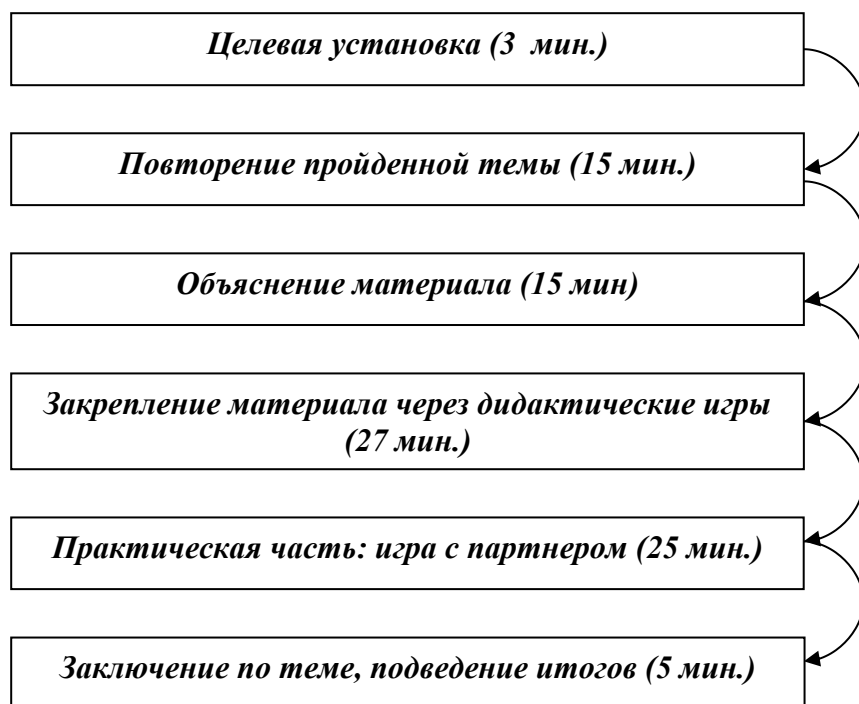 Целевая установка (3 мин.)
Повторение пройденной темы (15 мин.)
Объяснение материала (15 мин)
Закрепление материала через дидактические игры
(27 мин.)
Практическая часть: игра с партнером (25 мин.)
Заключение по теме, подведение итогов (5 мин.)